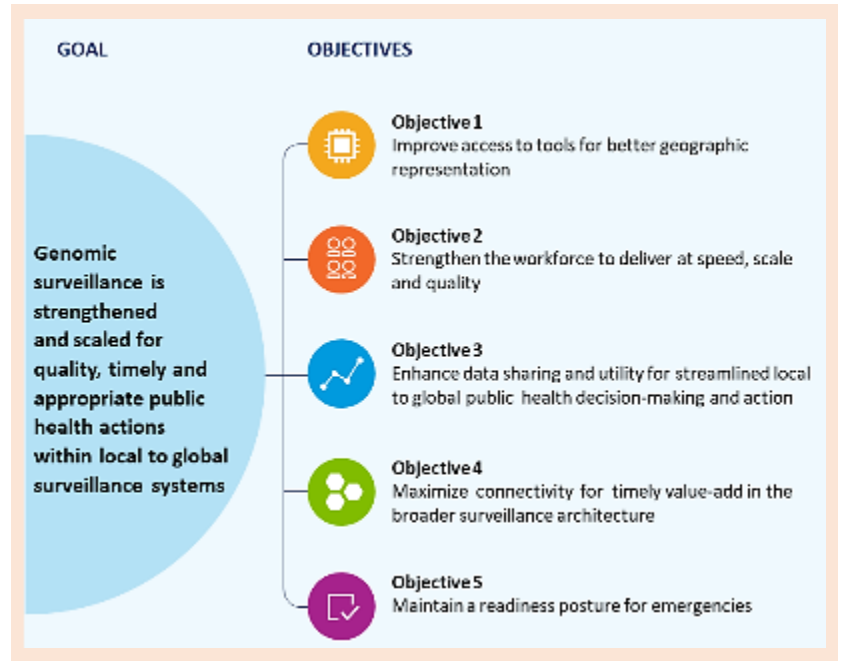 GOAL
OBJECTIVES
Genomic
surveillance is
strengthened
and scaled for
quality, timely and
appropriate public
health actions
within local to global
surveillance systems
Objective 1
Improve access to tools for better geographic
representation
Objective 2
Strengthen the workforce to deliver at speed, scale
and quality
Objective 3
Enhance data sharing and utility for streamlined local
to global public health decision-making and action
Objective 4
Maximize connectivity for timely value-add in the
broader surveillance architecture
Objective 5
Maintain a readiness posture for emergencies